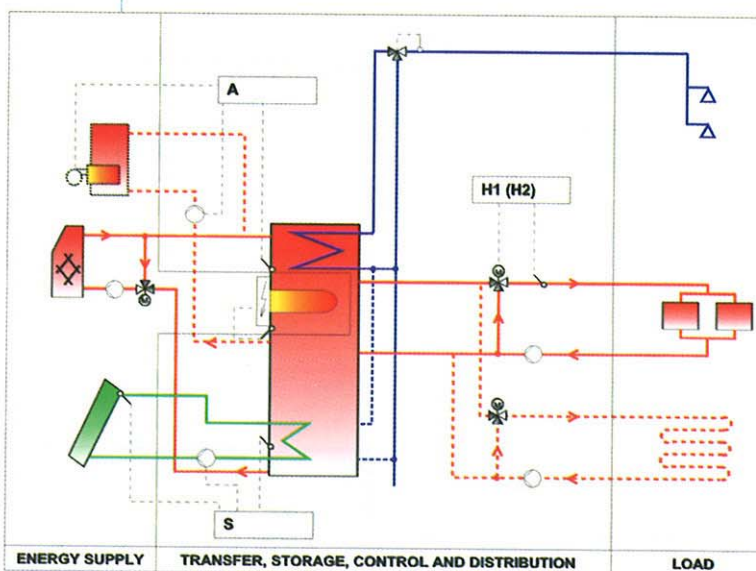 A
H1 (H2)
M
M
M
S
ENERGY SUPPLY
TRANSFER, STORAGE, CONTROL AND DISTRIBUTION
LOAD